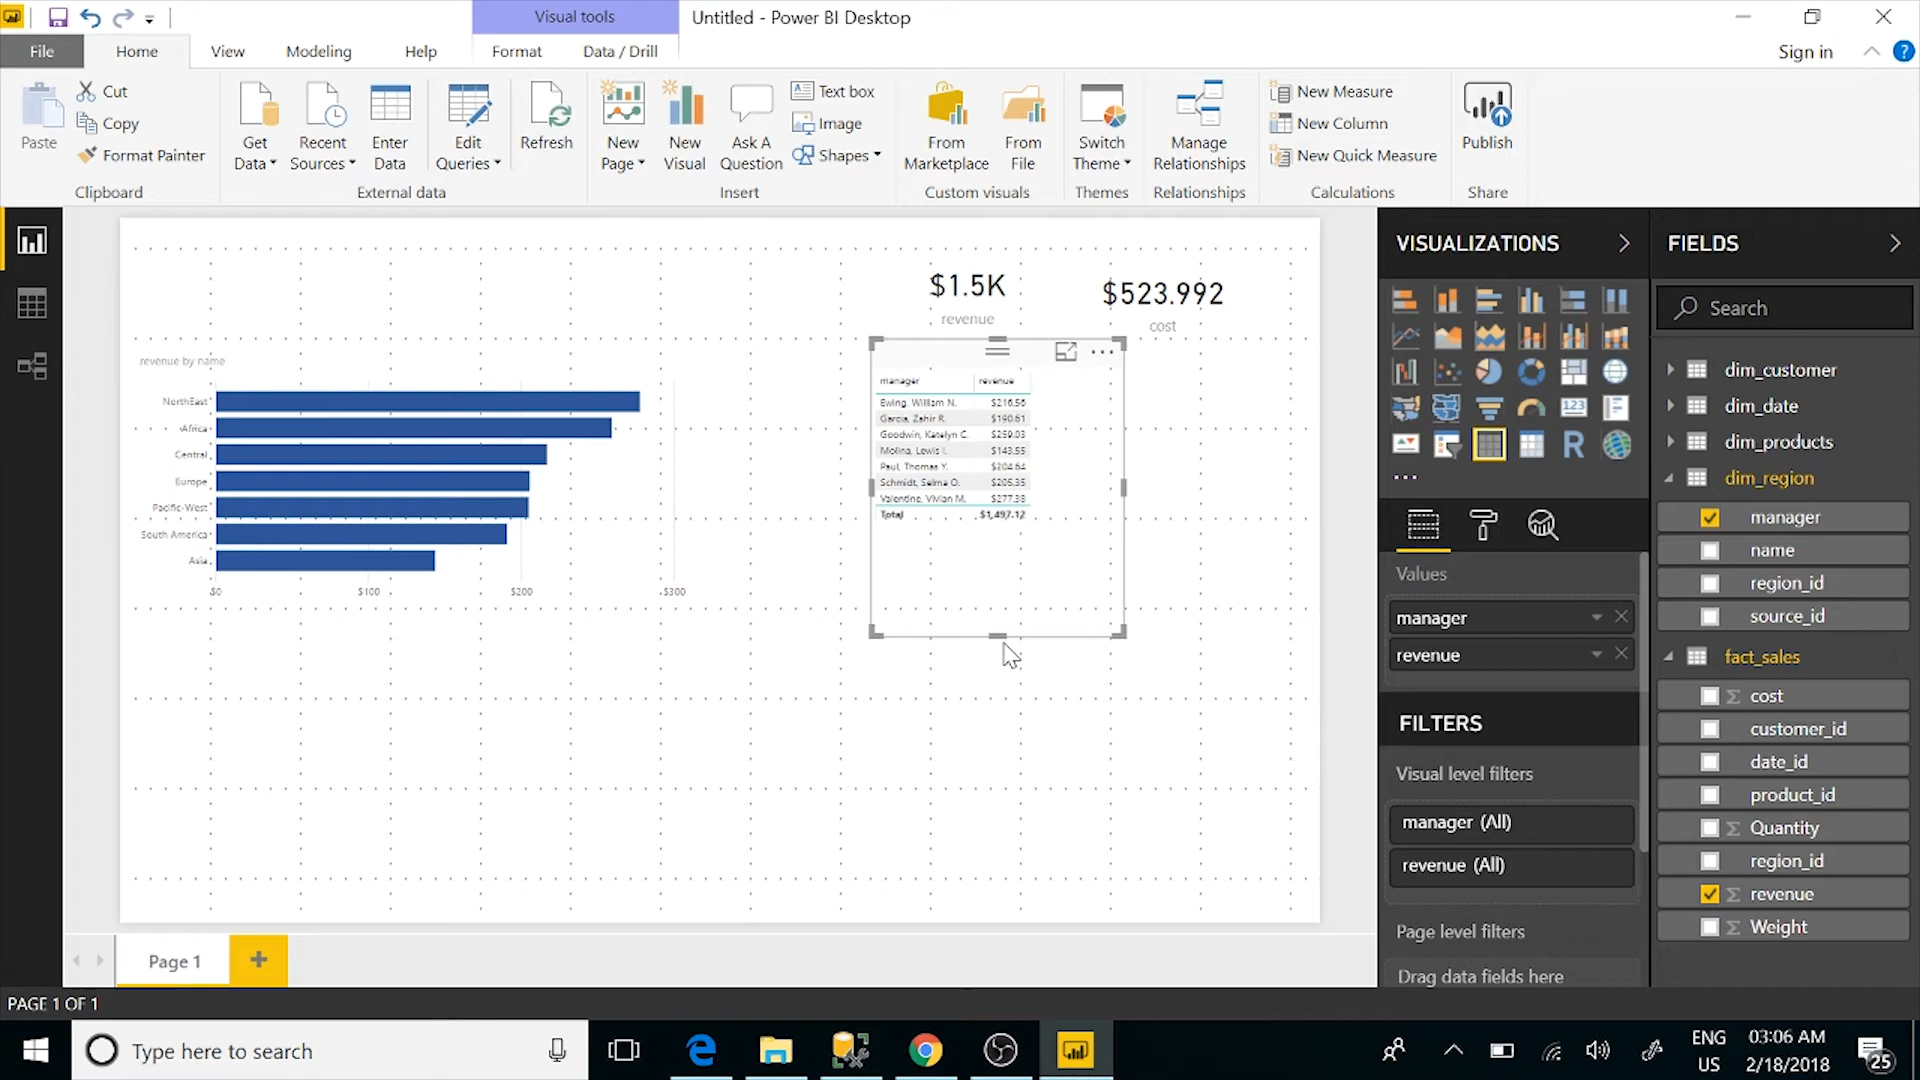 Visual tools
Untitled - Power BI Desktop
File
Home
View
Modeling
Help
Format
Data / Drill
Sign in
?
Paste
Cut
Copy
Format Painter
Clipboard
Get Data
Recent Sources
Enter Data
Edit Queries
Refresh
External data
New Page
New Visual
Ask A Question
Text box
Image
Shapes
Insert
From Marketplace
From File
Custom visuals
Switch Theme
Themes
Manage Relationships
Relationships
New Measure
New Column
New Quick Measure
Calculations
Publish
Share
$1.5K
revenue
$523.992
cost
revenue by name
NorthEast
Africa
Central
Europe
Pacific-West
South America
Asia
$0 $100 $200 $300
manager revenue
Ewing, William N. $216.56
Garcia, Zahir R. $190.61
Goodwin, Katelyn C. $259.03
Molina, Lewis I. $143.55
Paul, Thomas Y. $204.64
Schmidt, Selma O. $205.35
Valentine, Vivian M. $277.38
Total $1,497.12
VISUALIZATIONS
123
R
Values
manager
revenue
FILTERS
Visual level filters
manager (All)
revenue (All)
Page level filters
Drag data fields here
FIELDS
Search
dim_customer
dim_date
dim_products
dim_region
manager
name
region_id
source_id
fact_sales
Σ cost
customer_id
date_id
product_id
Σ Quantity
region_id
Σ revenue
Σ Weight
Page 1
+
PAGE 1 OF 1
Type here to search
ENG
US
03:06 AM
2/18/2018
25